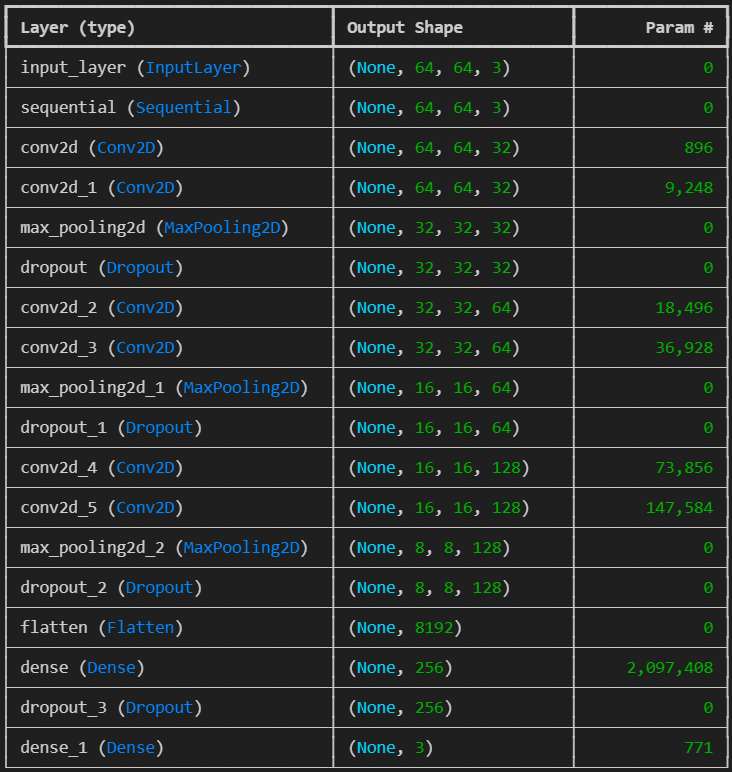 Layer (type) Output Shape Param #
input_layer (InputLayer) (None, 64, 64, 3) 0
sequential (Sequential) (None, 64, 64, 3) 0
conv2d (Conv2D) (None, 64, 64, 32) 896
conv2d_1 (Conv2D) (None, 64, 64, 32) 9,248
max_pooling2d (MaxPooling2D) (None, 32, 32, 32) 0
dropout (Dropout) (None, 32, 32, 32) 0
conv2d_2 (Conv2D) (None, 32, 32, 64) 18,496
conv2d_3 (Conv2D) (None, 32, 32, 64) 36,928
max_pooling2d_1 (MaxPooling2D) (None, 16, 16, 64) 0
dropout_1 (Dropout) (None, 16, 16, 64) 0
conv2d_4 (Conv2D) (None, 16, 16, 128) 73,856
conv2d_5 (Conv2D) (None, 16, 16, 128) 147,584
max_pooling2d_2 (MaxPooling2D) (None, 8, 8, 128) 0
dropout_2 (Dropout) (None, 8, 8, 128) 0
flatten (Flatten) (None, 8192) 0
dense (Dense) (None, 256) 2,097,408
dropout_3 (Dropout) (None, 256) 0
dense_1 (Dense) (None, 3) 771